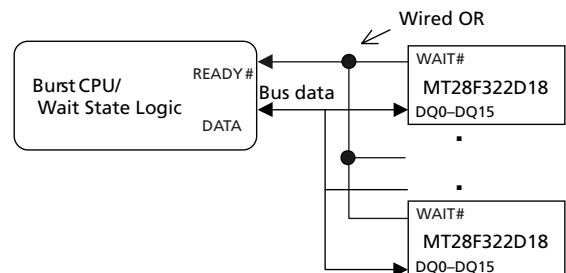 Wired OR
WAIT#
READY#
MT28F322D18
Burst CPU/
Wait State Logic
Bus data
DQ0–DQ15
DATA
WAIT#
MT28F322D18
DQ0–DQ15